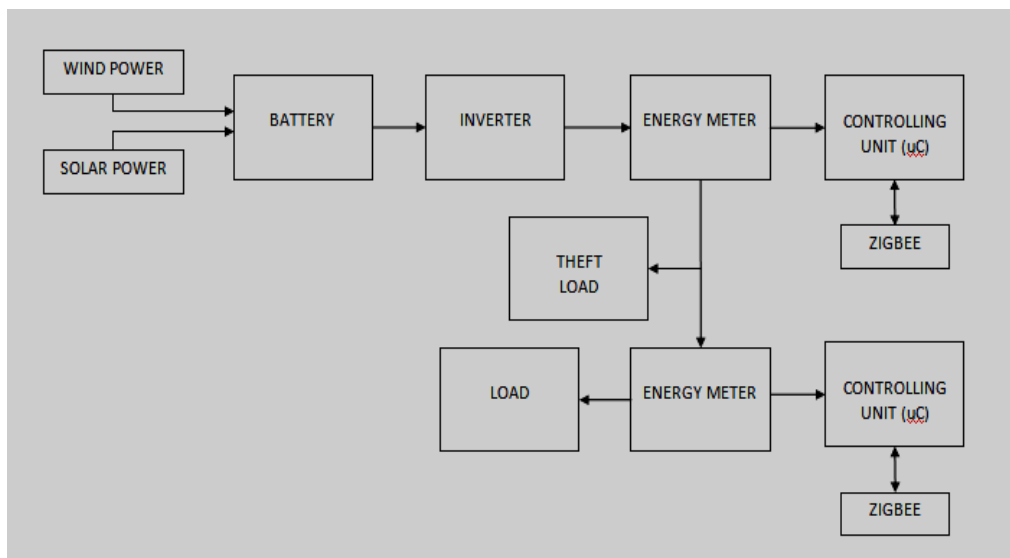 WIND POWER
SOLAR POWER
BATTERY
INVERTER
ENERGY METER
CONTROLLING
UNIT (uC)
ZIGBEE
THEFT
LOAD
LOAD
ENERGY METER
CONTROLLING
UNIT (uC)
ZIGBEE